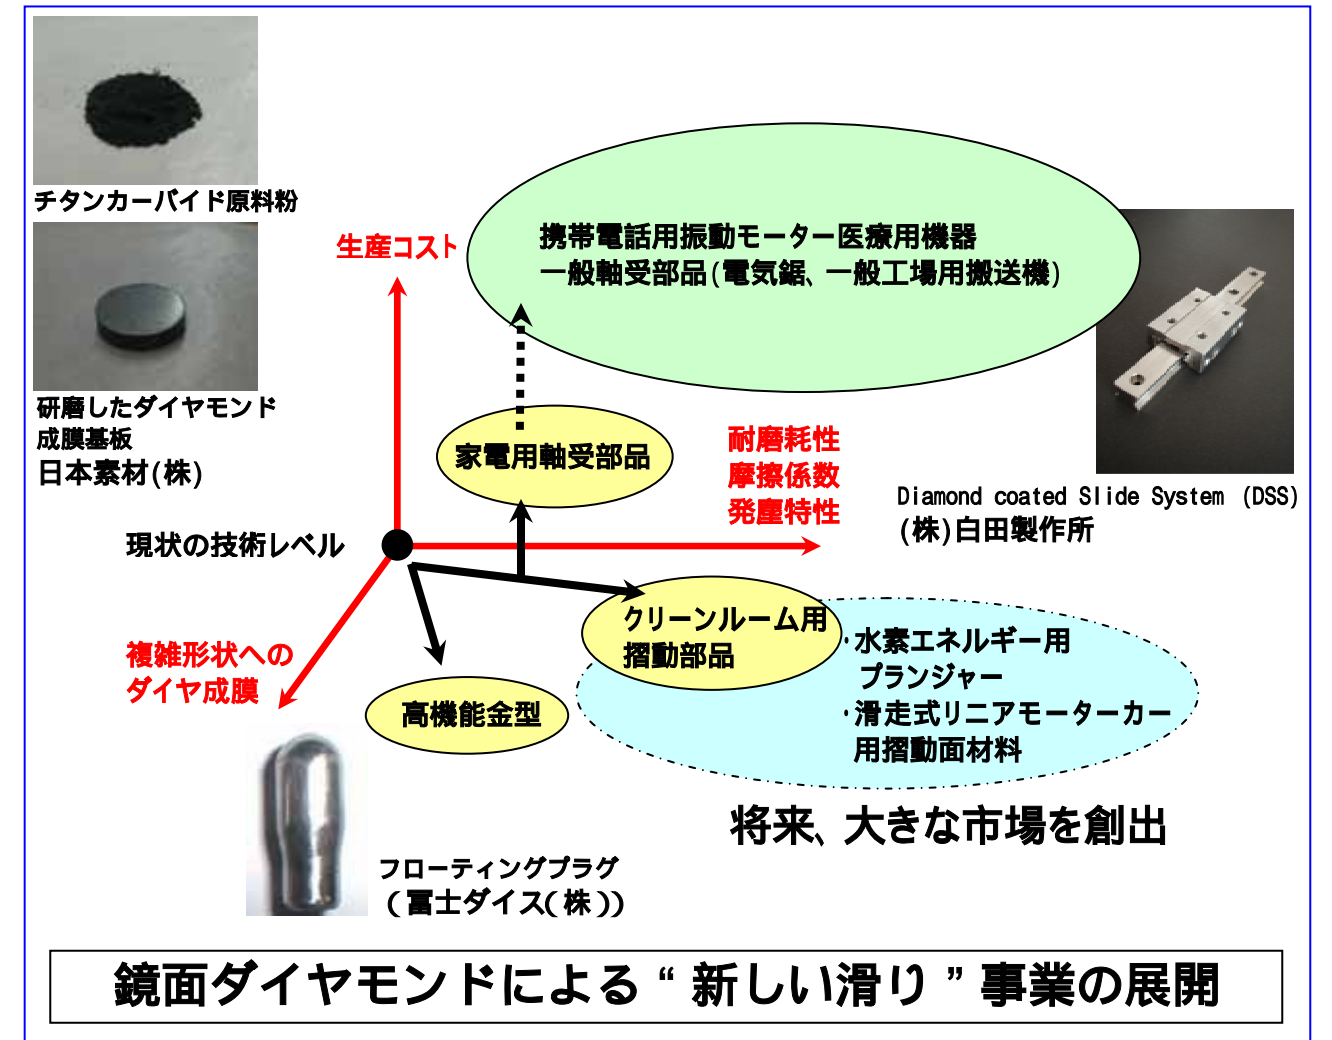 チタンカーバイド原料粉
研磨したダイヤモンド
成膜基板
日本素材(株)
生産コスト
携帯電話用振動モーター医療用機器
一般軸受部品(電気鋸、一般工場用搬送機)
家電用軸受部品
耐磨耗性
摩擦係数
発塵特性
Diamond coated Slide System (DSS)
(株)白田製作所
現状の技術レベル
クリーンルーム用
摺動部品
・水素エネルギー用
プランジャー
・滑走式リニアモーターカー
用摺動面材料
複雑形状への
ダイヤ成膜
高機能金型
将来、大きな市場を創出
フローティングプラグ
(冨士ダイス(株))
鏡面ダイヤモンドによる“新しい滑り”事業の展開